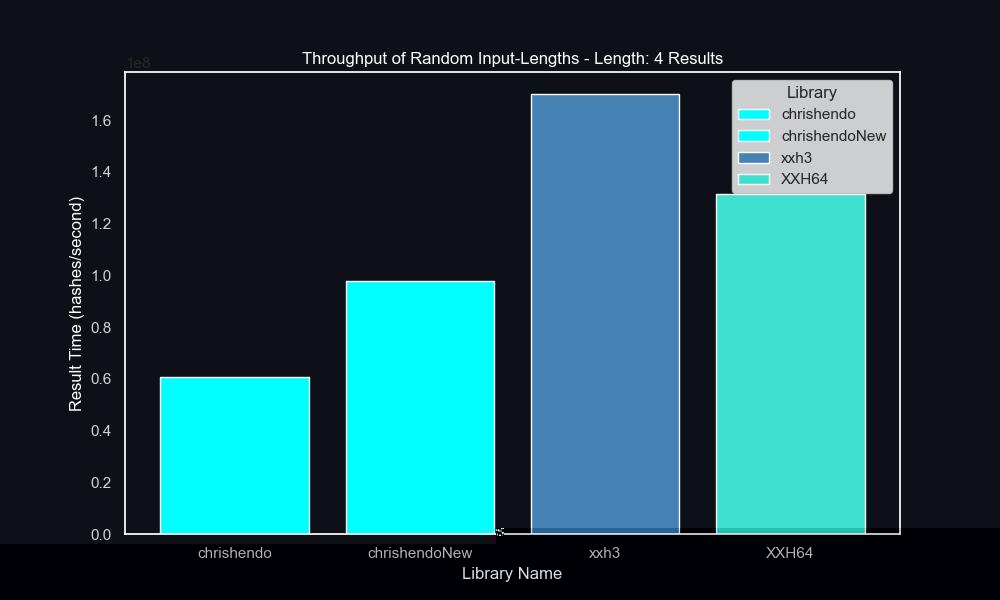 Throughput of Random Input-Lengths - Length: 4 Results
1e8
Library
chrishendo
chrishendoNew
xxh3
XXH64
1.6
1.4
1.2
1.0
0.8
0.6
0.4
0.2
0.0
Result Time (hashes/second)
chrishendo chrishendoNew xxh3 XXH64
Library Name